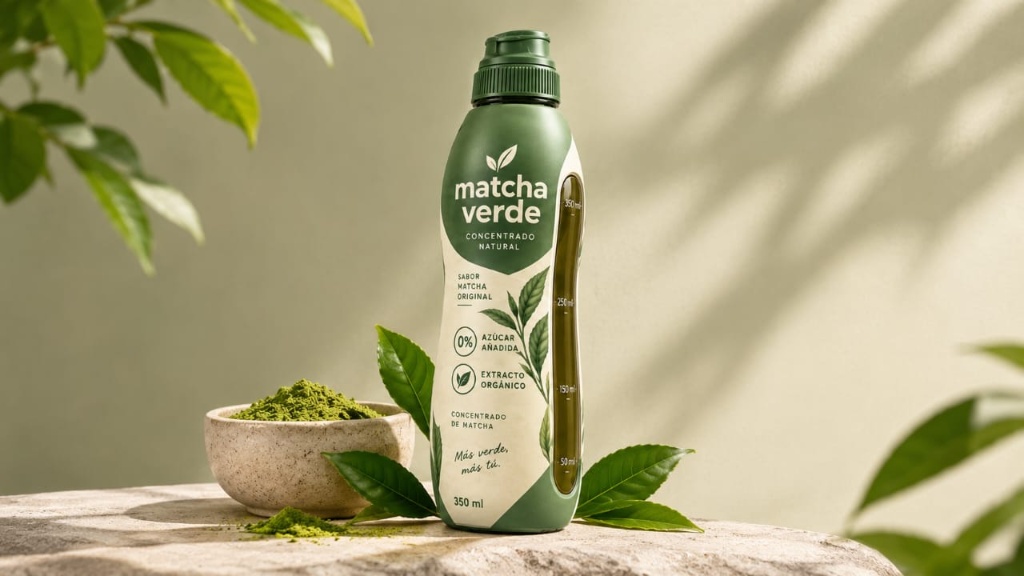 matcha
verde
CONCENTRADO
NATURAL
SABOR
MATCHA
ORIGINAL
0%
AZÚCAR
AÑADIDA
EXTRACTO
ORGÁNICO
CONCENTRADO
DE MATCHA
Más verde,
más tú.
350 ml
350 ml
250 ml
150 ml
50 ml